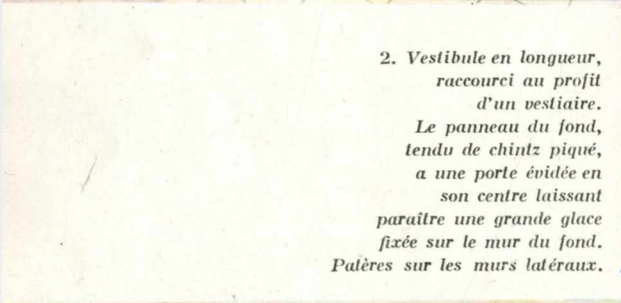 2. Vestibule en longueur,
raccourci au profit
d'un vestiaire.
Le panneau du fond,
tendu de chintz piqué,
a une porte évidée en
son centre laissant
paraître une grande glace
fixée sur le mur du fond.
Patères sur les murs latéraux.